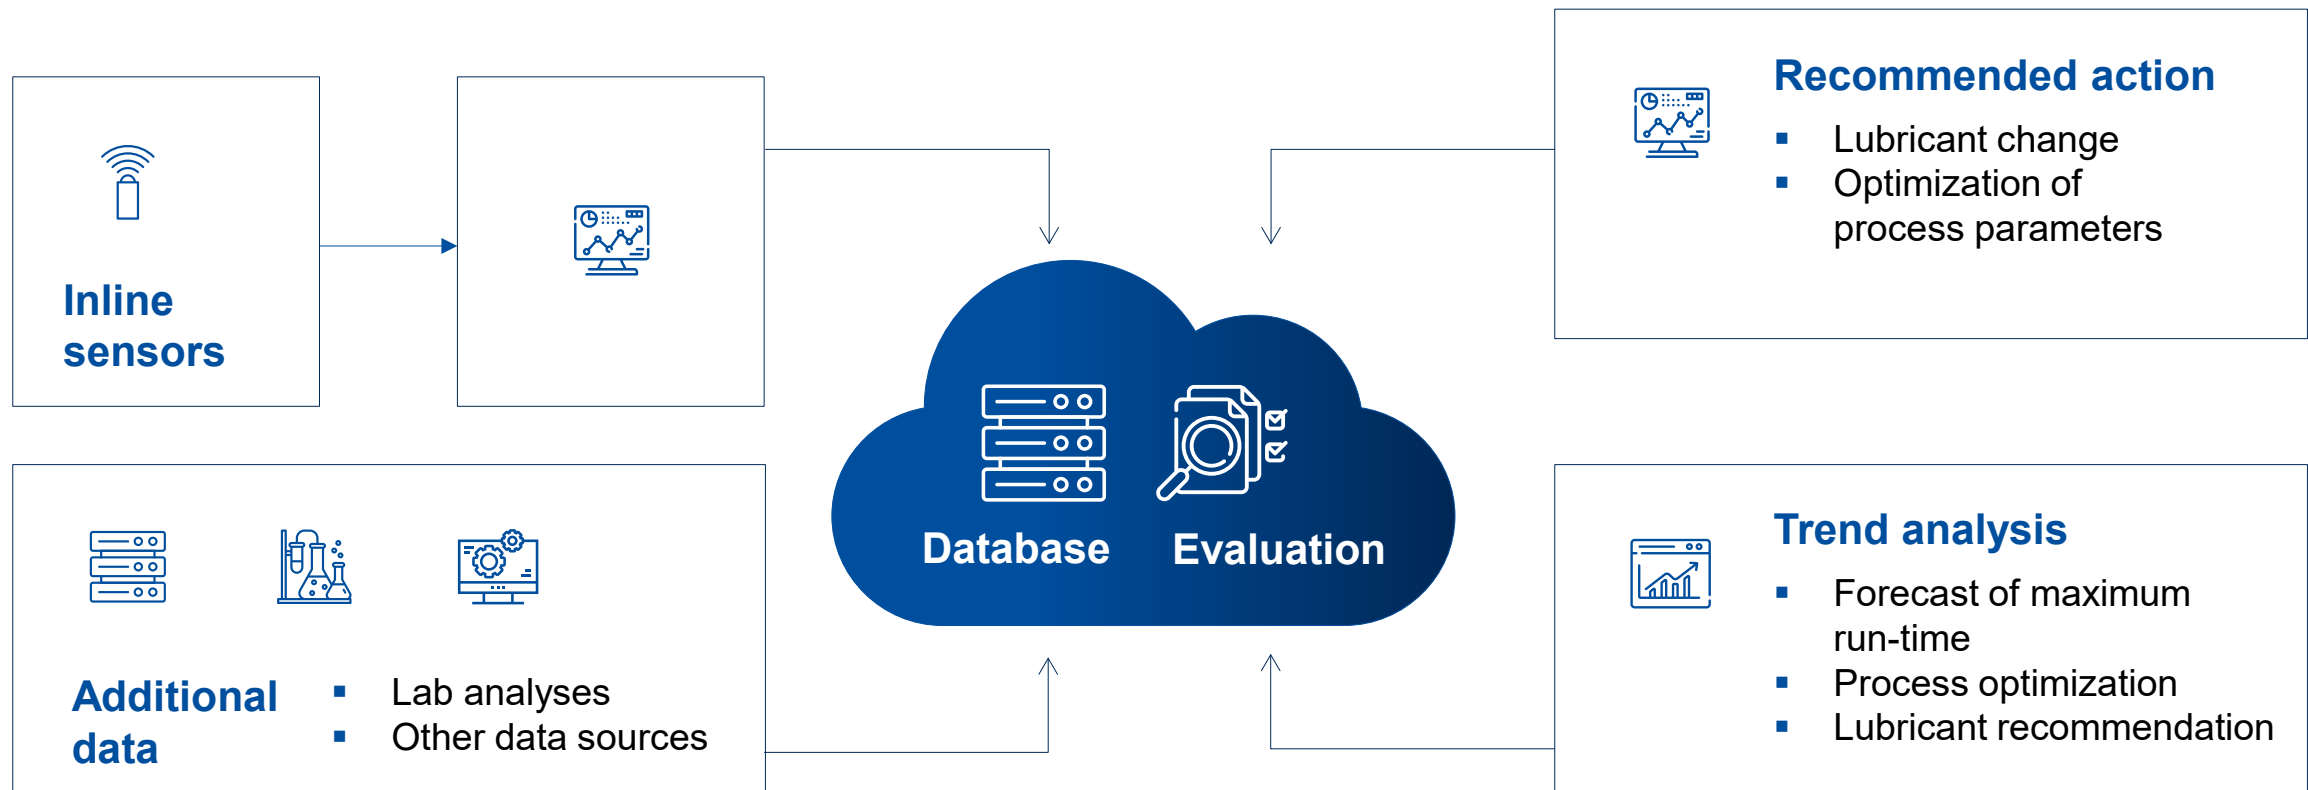 Inline
sensors
Additional
data
▪ Lab analyses
▪ Other data sources
Database
Evaluation
Recommended action
▪ Lubricant change
▪ Optimization of
process parameters
Trend analysis
▪ Forecast of maximum
run-time
▪ Process optimization
▪ Lubricant recommendation